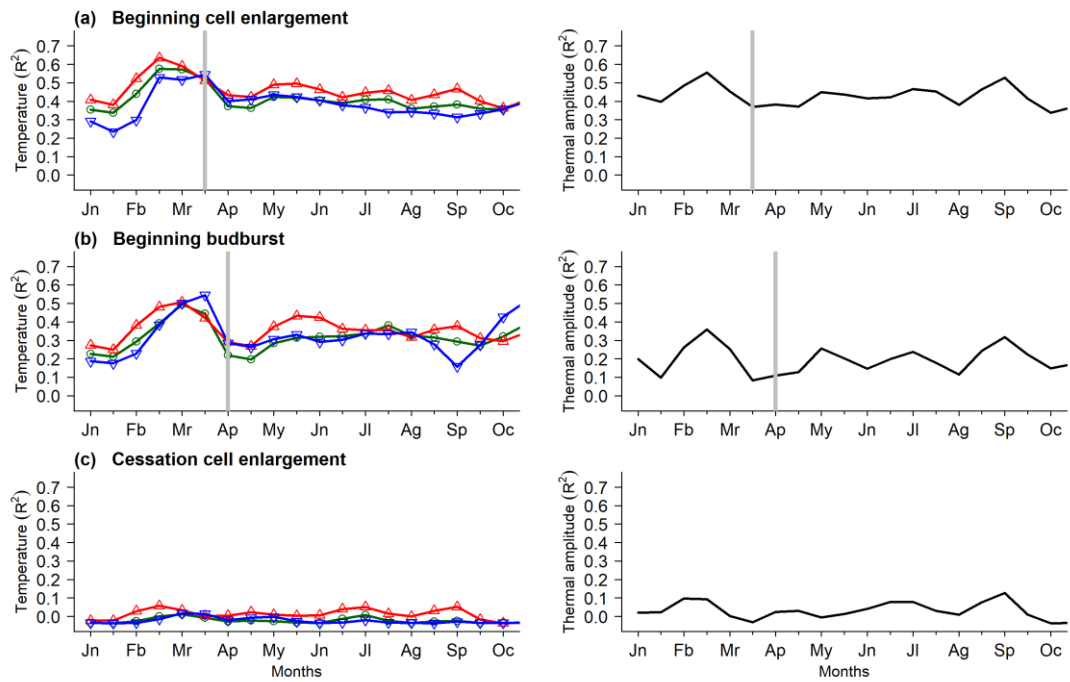 (a) Beginning cell enlargement
Temperature (R²)
0.7
0.6
0.5
0.4
0.3
0.2
0.1
0.0
Jn Fb Mr Ap My Jn Jl Ag Sp Oc
Thermal amplitude (R²)
0.7
0.6
0.5
0.4
0.3
0.2
0.1
0.0
Jn Fb Mr Ap My Jn Jl Ag Sp Oc
(b) Beginning budburst
Temperature (R²)
0.7
0.6
0.5
0.4
0.3
0.2
0.1
0.0
Jn Fb Mr Ap My Jn Jl Ag Sp Oc
Thermal amplitude (R²)
0.7
0.6
0.5
0.4
0.3
0.2
0.1
0.0
Jn Fb Mr Ap My Jn Jl Ag Sp Oc
(c) Cessation cell enlargement
Temperature (R²)
0.7
0.6
0.5
0.4
0.3
0.2
0.1
0.0
Jn Fb Mr Ap My Jn Jl Ag Sp Oc
Months
Thermal amplitude (R²)
0.7
0.6
0.5
0.4
0.3
0.2
0.1
0.0
Jn Fb Mr Ap My Jn Jl Ag Sp Oc
Months